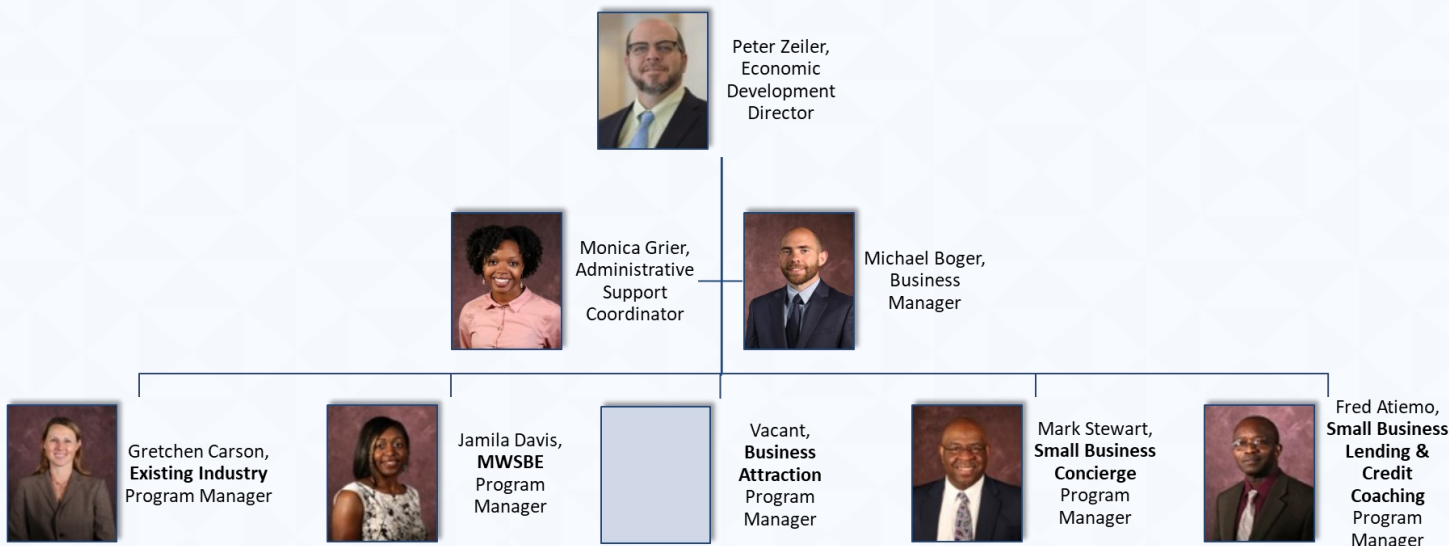 Peter Zeiler,
Economic
Development
Director
Monica Grier,
Administrative
Support
Coordinator
Michael Boger,
Business
Manager
Gretchen Carson,
Existing Industry
Program Manager
Jamila Davis,
MWSBE
Program
Manager
Vacant,
Business
Attraction
Program
Manager
Mark Stewart,
Small Business
Concierge
Program
Manager
Fred Atiemo,
Small Business
Lending &
Credit
Coaching
Program
Manager